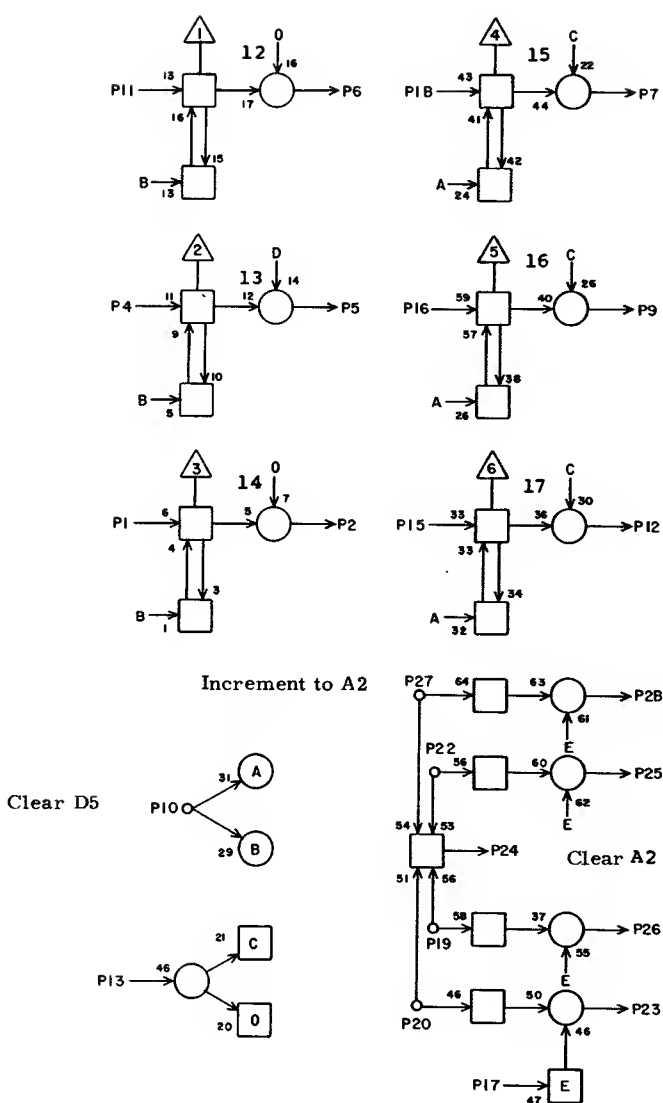 1 12 O
13 16
P11 17 P6
16 15
B 13
4 15 C
43 22
P1B 44 P7
41 42
A 24
2 13 D
11 14
P4 12 P5
9 10
B 5
5 16 C
59 26
P16 40 P9
57 38
A 26
3 14 O
6 7
P1 5 P2
4 3
B 1
6 17 C
33 30
P15 36 P12
33 34
A 32
Increment to A2
P27 64 63 P2B
61
E
P22 56 60 P25
62
E
54 53
P24
51 56
Clear A2
P19 58 37 P26
55
E
P20 46 50 P23
46
P17 47 E
Clear D5
P10 31 A
29 B
P13 46 21 C
20 O